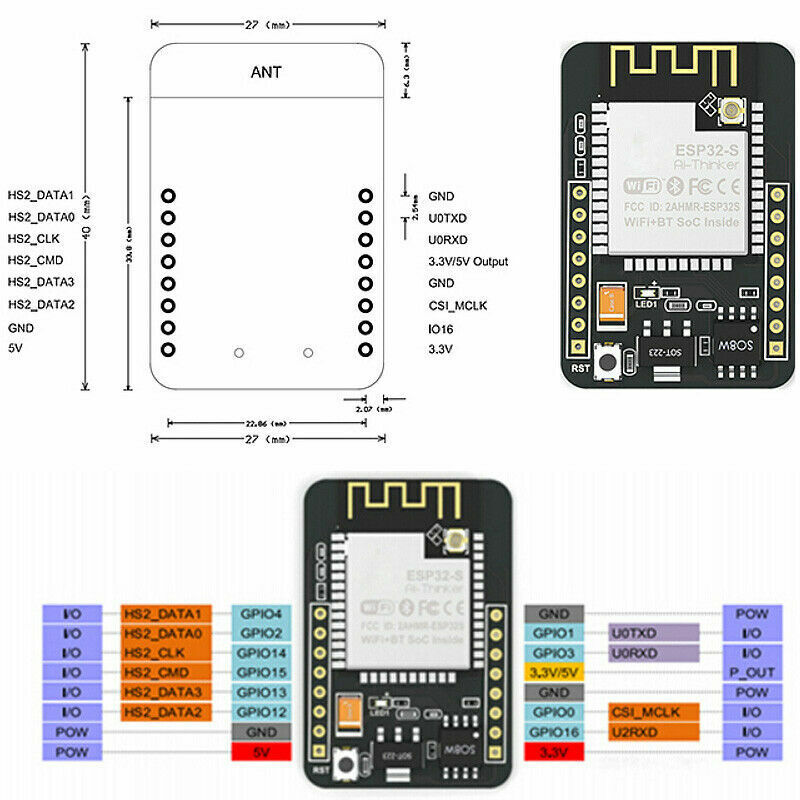 27 (mm)
ANT
6.3
40 (mm)
33.8 (mm)
HS2_DATA1
HS2_DATA0
HS2_CLK
HS2_CMD
HS2_DATA3
HS2_DATA2
GND
5V
GND
U0TXD
U0RXD
3.3V/5V Output
GND
CSI_MCLK
IO16
3.3V
2.54mm
2.07 (mm)
22.86 (mm)
27 (mm)
ESP32-S
AI-Thinker
WiFi
FCC ID: 2AHMR-ESP32S
WiFi+BT SoC Inside
LED1
RST
SOT-223
SO8W
I/O HS2_DATA1 GPIO4
I/O HS2_DATA0 GPIO2
I/O HS2_CLK GPIO14
I/O HS2_CMD GPIO15
I/O HS2_DATA3 GPIO13
I/O HS2_DATA2 GPIO12
POW GND
POW 5V
ESP32-S
AI-Thinker
WiFi
FCC ID: 2AHMR-ESP32S
WiFi+BT SoC Inside
LED1
RST
SOT-223
SO8W
GND POW
GPIO1 U0TXD I/O
GPIO3 U0RXD I/O
3.3V/5V P_OUT
GND POW
GPIO0 CSI_MCLK I/O
GPIO16 U2RXD I/O
3.3V POW